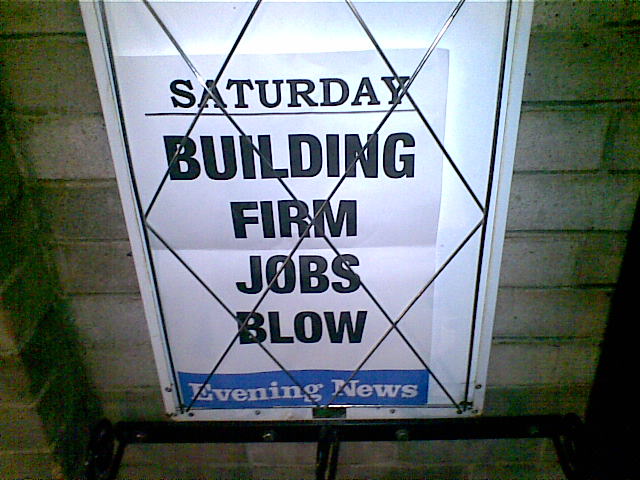 SATURDAY
BUILDING
FIRM
JOBS
BLOW
Evening News